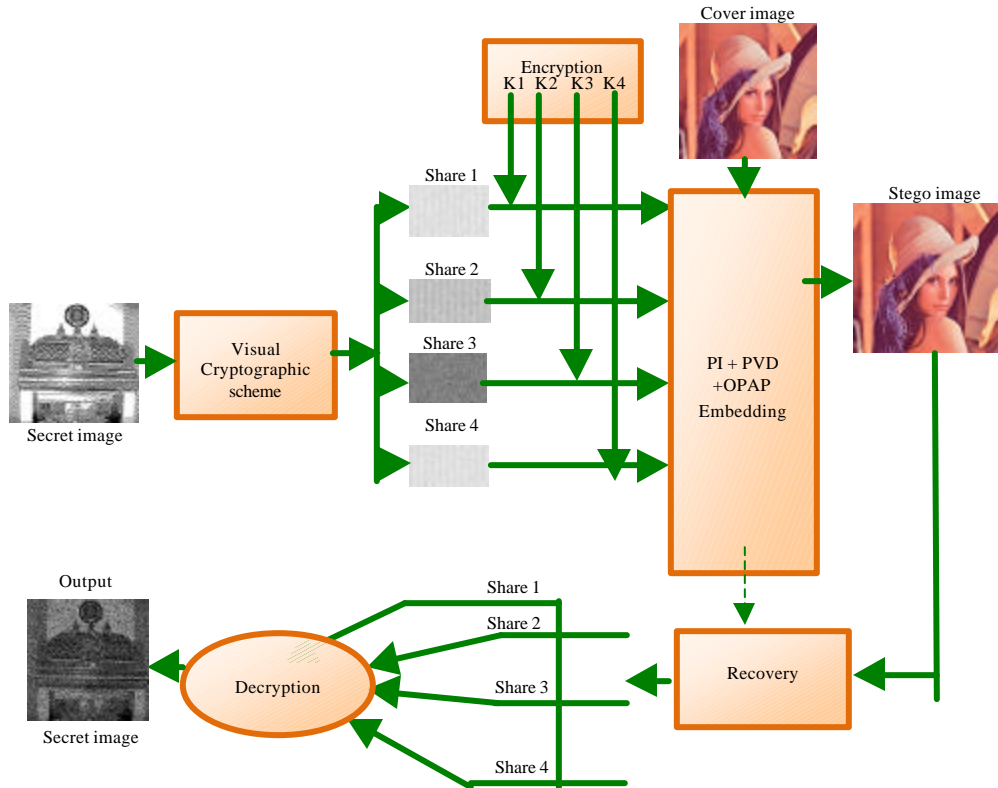 Cover image
Encryption
K1 K2 K3 K4
Share 1
Stego image
Share 2
Share 3
Visual
Cryptographic
scheme
PI + PVD
+OPAP
Embedding
Share 4
Secret image
Output
Share 1
Share 2
Recovery
Decryption
Share 3
Secret image
Share 4